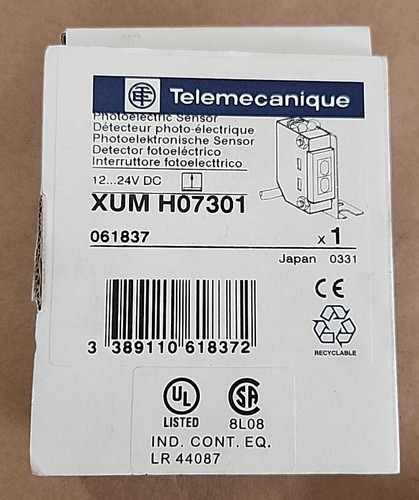 Telemecanique
Photoelectric Sensor
Détecteur photo-électrique
Photoelektronische Sensor
Detector fotoeléctrico
Interruttore fotoelecttrico
12...24V DC
XUM H07301
061837
x 1
Japan 0331
CE
RECYCLABLE
3 389110 618372
UL
LISTED
SA
8L08
IND. CONT. EQ.
LR 44087